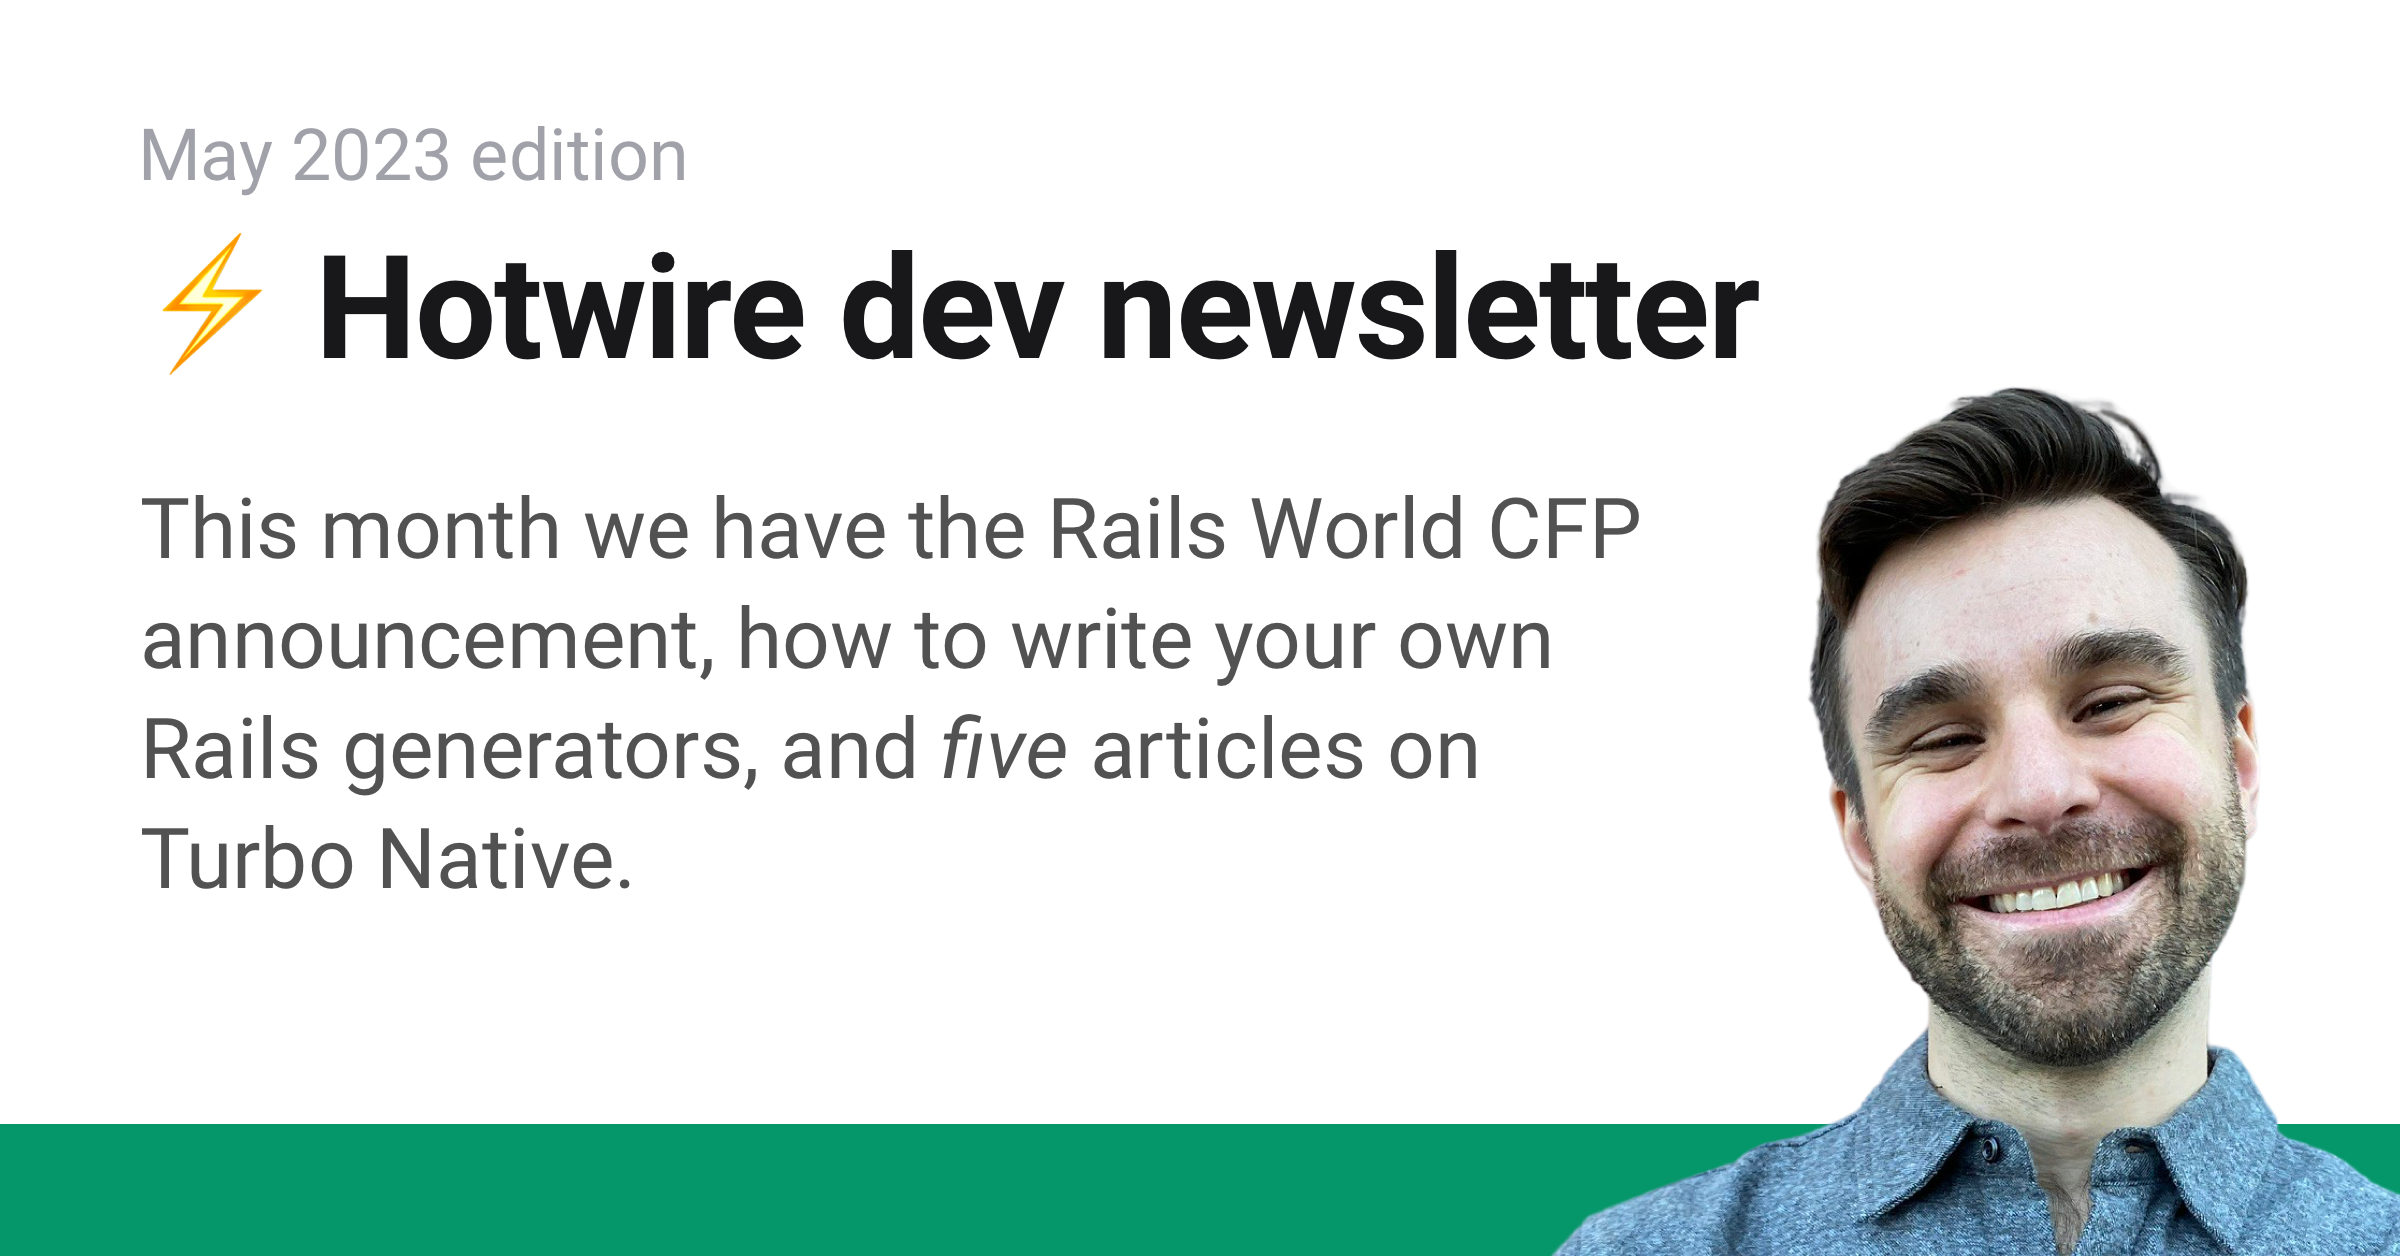 May 2023 edition
⚡ Hotwire dev newsletter
This month we have the Rails World CFP
announcement, how to write your own
Rails generators, and five articles on
Turbo Native.